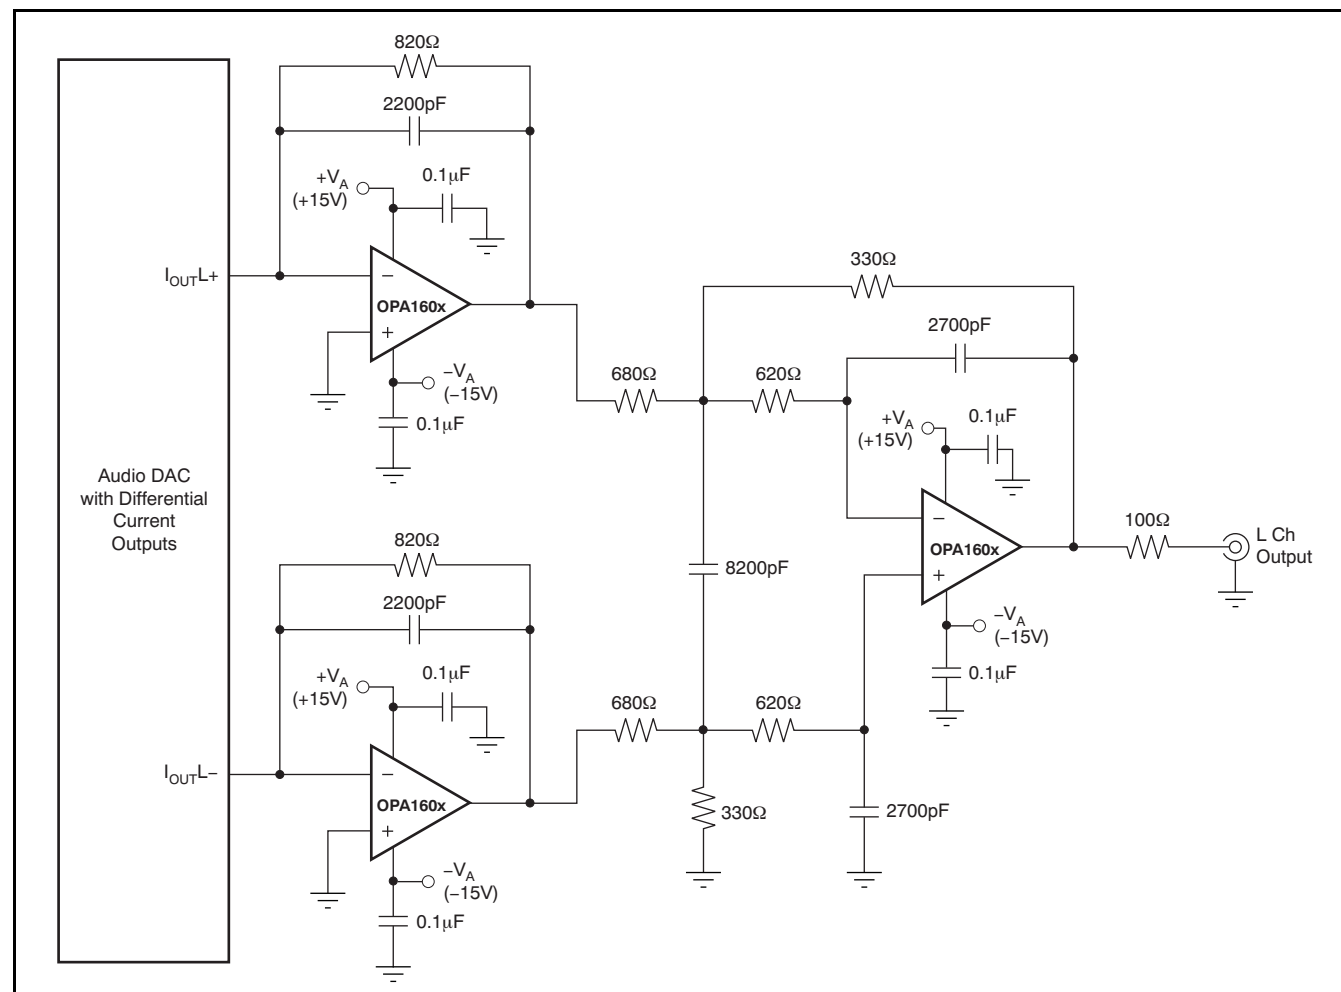 820Ω
2200pF
+VA
(+15V)
0.1μF
IOUTL+
−
OPA160x
+
−VA
(−15V)
0.1μF
680Ω
330Ω
620Ω
2700pF
+VA
(+15V)
0.1μF
Audio DAC
with Differential
Current
Outputs
820Ω
2200pF
8200pF
−
OPA160x
+
100Ω
L Ch
Output
−VA
(−15V)
0.1μF
+VA
(+15V)
0.1μF
680Ω
620Ω
IOUTL−
−
OPA160x
+
330Ω
2700pF
−VA
(−15V)
0.1μF